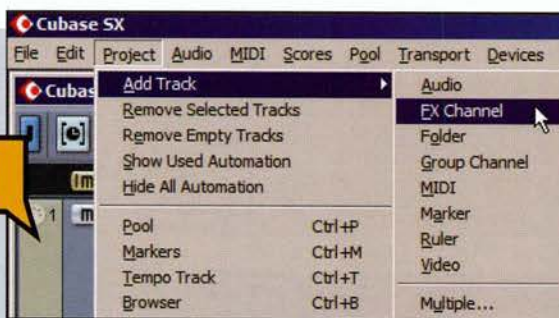 Cubase SX
File Edit Project Audio MIDI Scores Pool Transport Devices
Cubas
Add Track
Remove Selected Tracks
Remove Empty Tracks
Show Used Automation
Hide All Automation
Pool Ctrl+P
Markers Ctrl+M
Tempo Track Ctrl+T
Browser Ctrl+B
Audio
FX Channel
Folder
Group Channel
MIDI
Marker
Ruler
Video
Multiple...
1